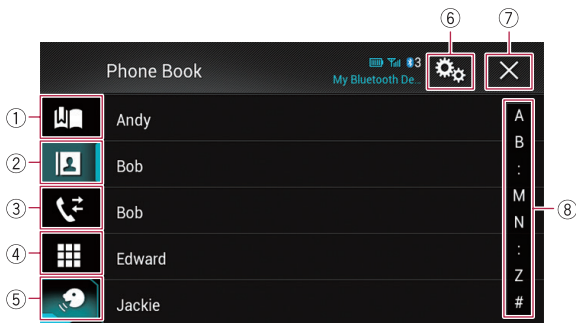 ⑥ ⑦
Phone Book
3
My Bluetooth De..
① Andy
② Bob
③ Bob
④ Edward
⑤ Jackie
A
B
:
M
N
:
Z
#
⑧